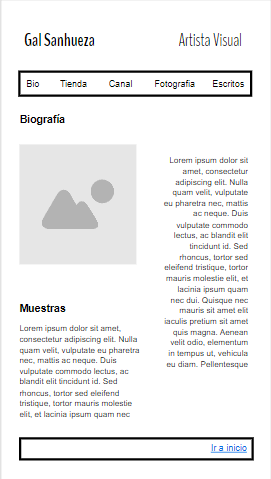 Gal Sanhueza
Artista Visual
Bio Tienda Canal Fotografia Escritos
Biografía
Lorem ipsum dolor sit
amet, consectetur
adipiscing elit. Nulla
quam velit, vulputate
eu pharetra nec, mattis
ac neque. Duis
vulputate commodo
lectus, ac blandit elit
tincidunt id. Sed
rhoncus, tortor sed
eleifend tristique, tortor
mauris molestie elit, et
lacinia ipsum quam
nec dui. Quisque nec
mauris sit amet elit
iaculis pretium sit amet
quis magna. Aenean
velit odio, elementum
in tempus ut, vehicula
eu diam. Pellentesque
Muestras
Lorem ipsum dolor sit amet,
consectetur adipiscing elit. Nulla
quam velit, vulputate eu pharetra
nec, mattis ac neque. Duis
vulputate commodo lectus, ac
blandit elit tincidunt id. Sed
rhoncus, tortor sed eleifend
tristique, tortor mauris molestie
elit, et lacinia ipsum quam nec
Ir a inicio